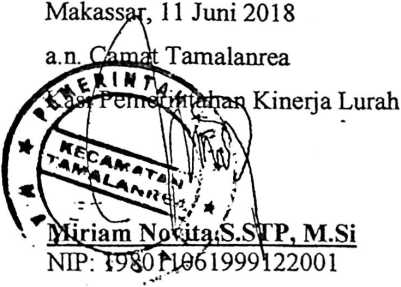 Makassar, 11 Juni 2018
a.n. Camat Tamalanrea
Kasi Pemerintahan Kinerja Lurah
PEMERINTAH
KECAMATAN
TAMALANREA
Miriam Novita,S.STP, M.Si
NIP: 198011061999122001